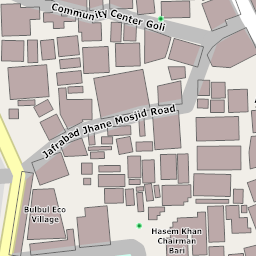 Community Center Goli
Jafrabad Jhane Mosjid Road
Bulbul Eco
Village
Hasem Khan
Chairman
Bari